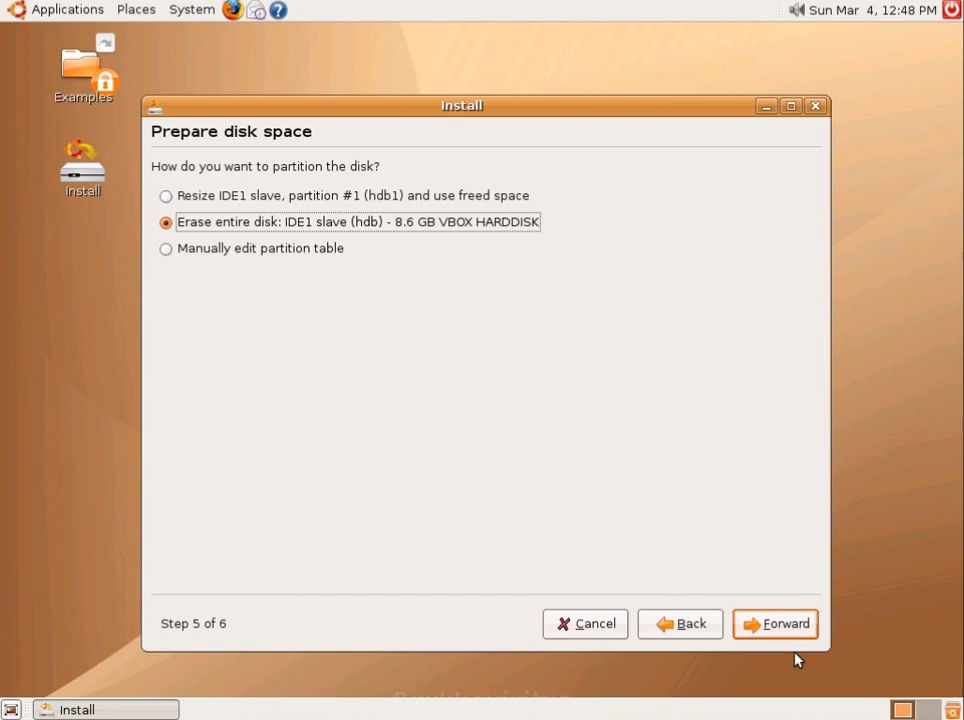 Applications Places System Sun Mar 4, 12:48 PM
Examples
Install
Install
Prepare disk space
How do you want to partition the disk?
Resize IDE1 slave, partition #1 (hdb1) and use freed space
Erase entire disk: IDE1 slave (hdb) - 8.6 GB VBOX HARDDISK
Manually edit partition table
Step 5 of 6 Cancel Back Forward
Install